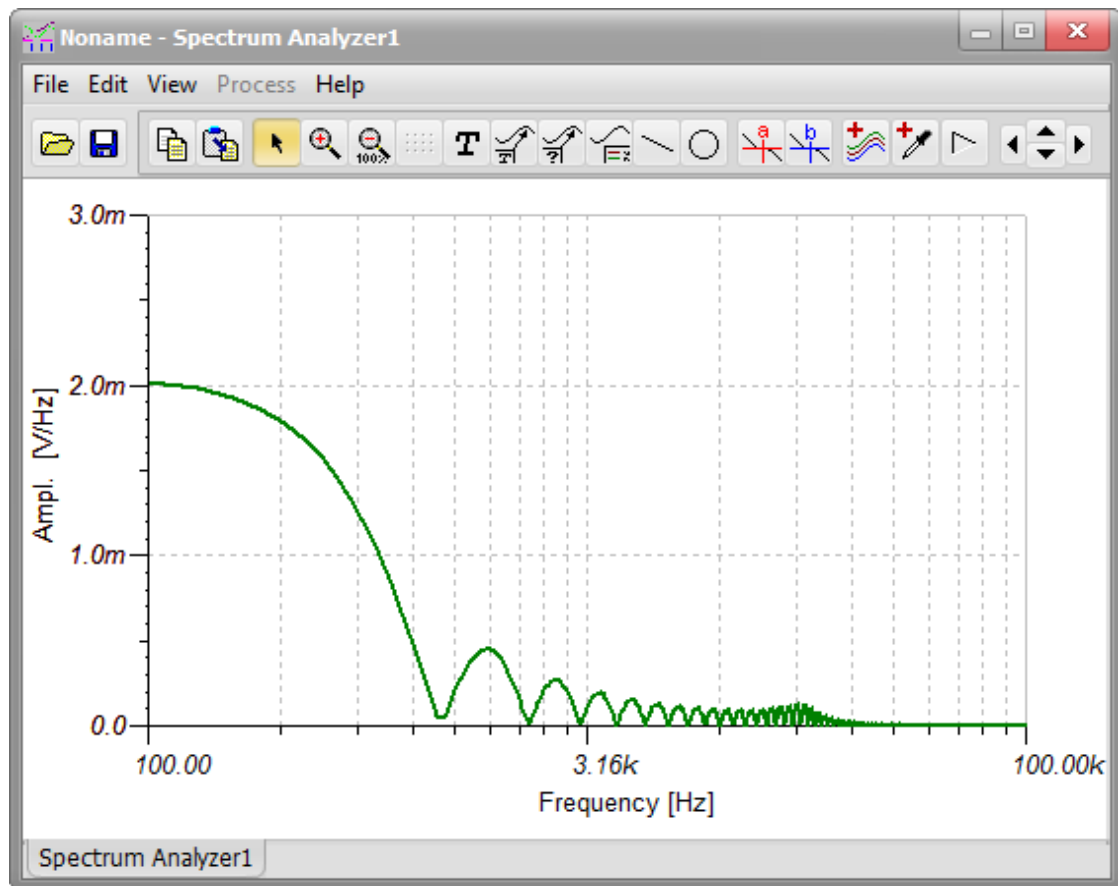 Noname - Spectrum Analyzer1
File Edit View Process Help
100% T T ? = x a b
3.0m
2.0m
1.0m
0.0
Ampl. [V/Hz]
100.00 3.16k 100.00k
Frequency [Hz]
Spectrum Analyzer1